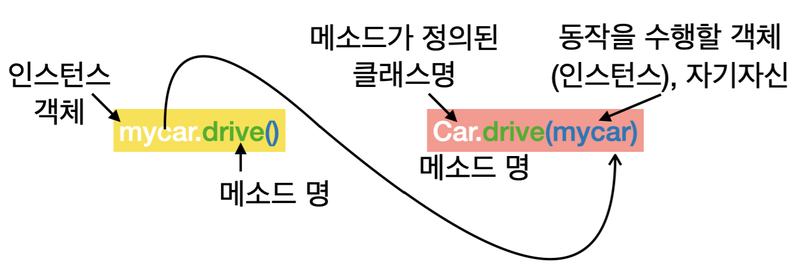 인스턴스
객체
mycar.drive()
메소드 명
메소드가 정의된
클래스명
동작을 수행할 객체
(인스턴스), 자기자신
Car.drive(mycar)
메소드 명